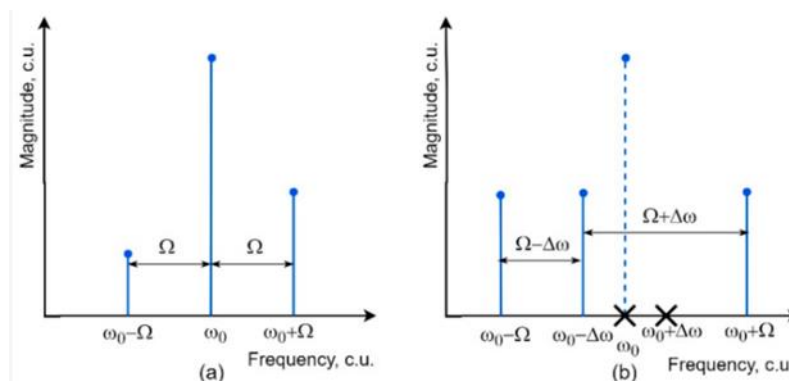 Magnitude, c.u.
Ω
Ω
ω₀−Ω
ω₀
ω₀+Ω
Frequency, c.u.
(a)
Magnitude, c.u.
Ω+Δω
Ω−Δω
ω₀−Ω
ω₀−Δω
ω₀
ω₀+Δω
ω₀+Ω
Frequency, c.u.
(b)